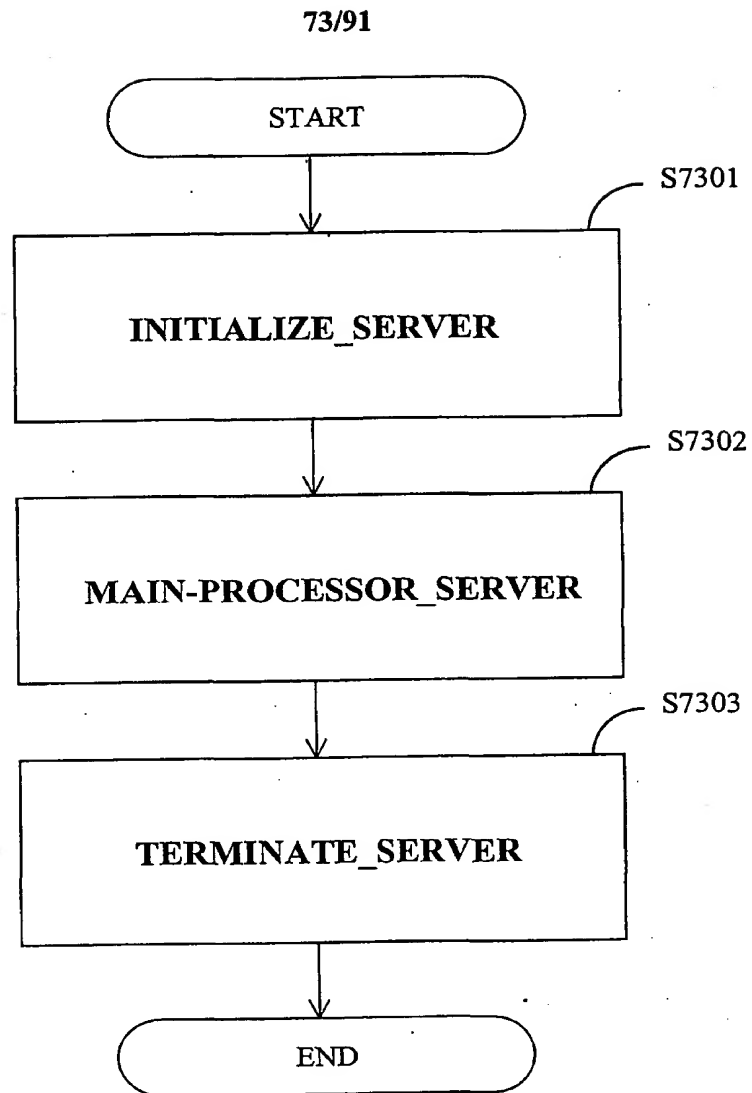 73/91
START
S7301
INITIALIZE_SERVER
S7302
MAIN-PROCESSOR_SERVER
S7303
TERMINATE_SERVER
END